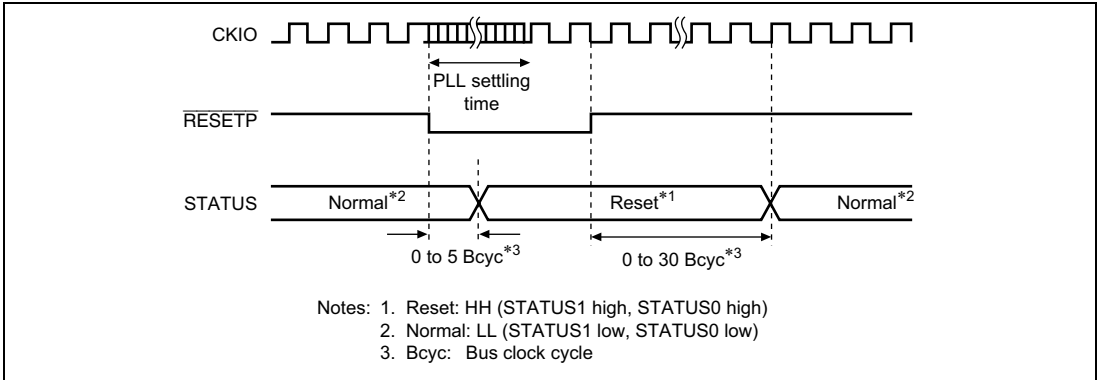 CKIO
PLL settling
time
RESETP
STATUS
Normal*2
Reset*1
Normal*2
0 to 5 Bcyc*3
0 to 30 Bcyc*3
Notes: 1. Reset: HH (STATUS1 high, STATUS0 high)
2. Normal: LL (STATUS1 low, STATUS0 low)
3. Bcyc: Bus clock cycle